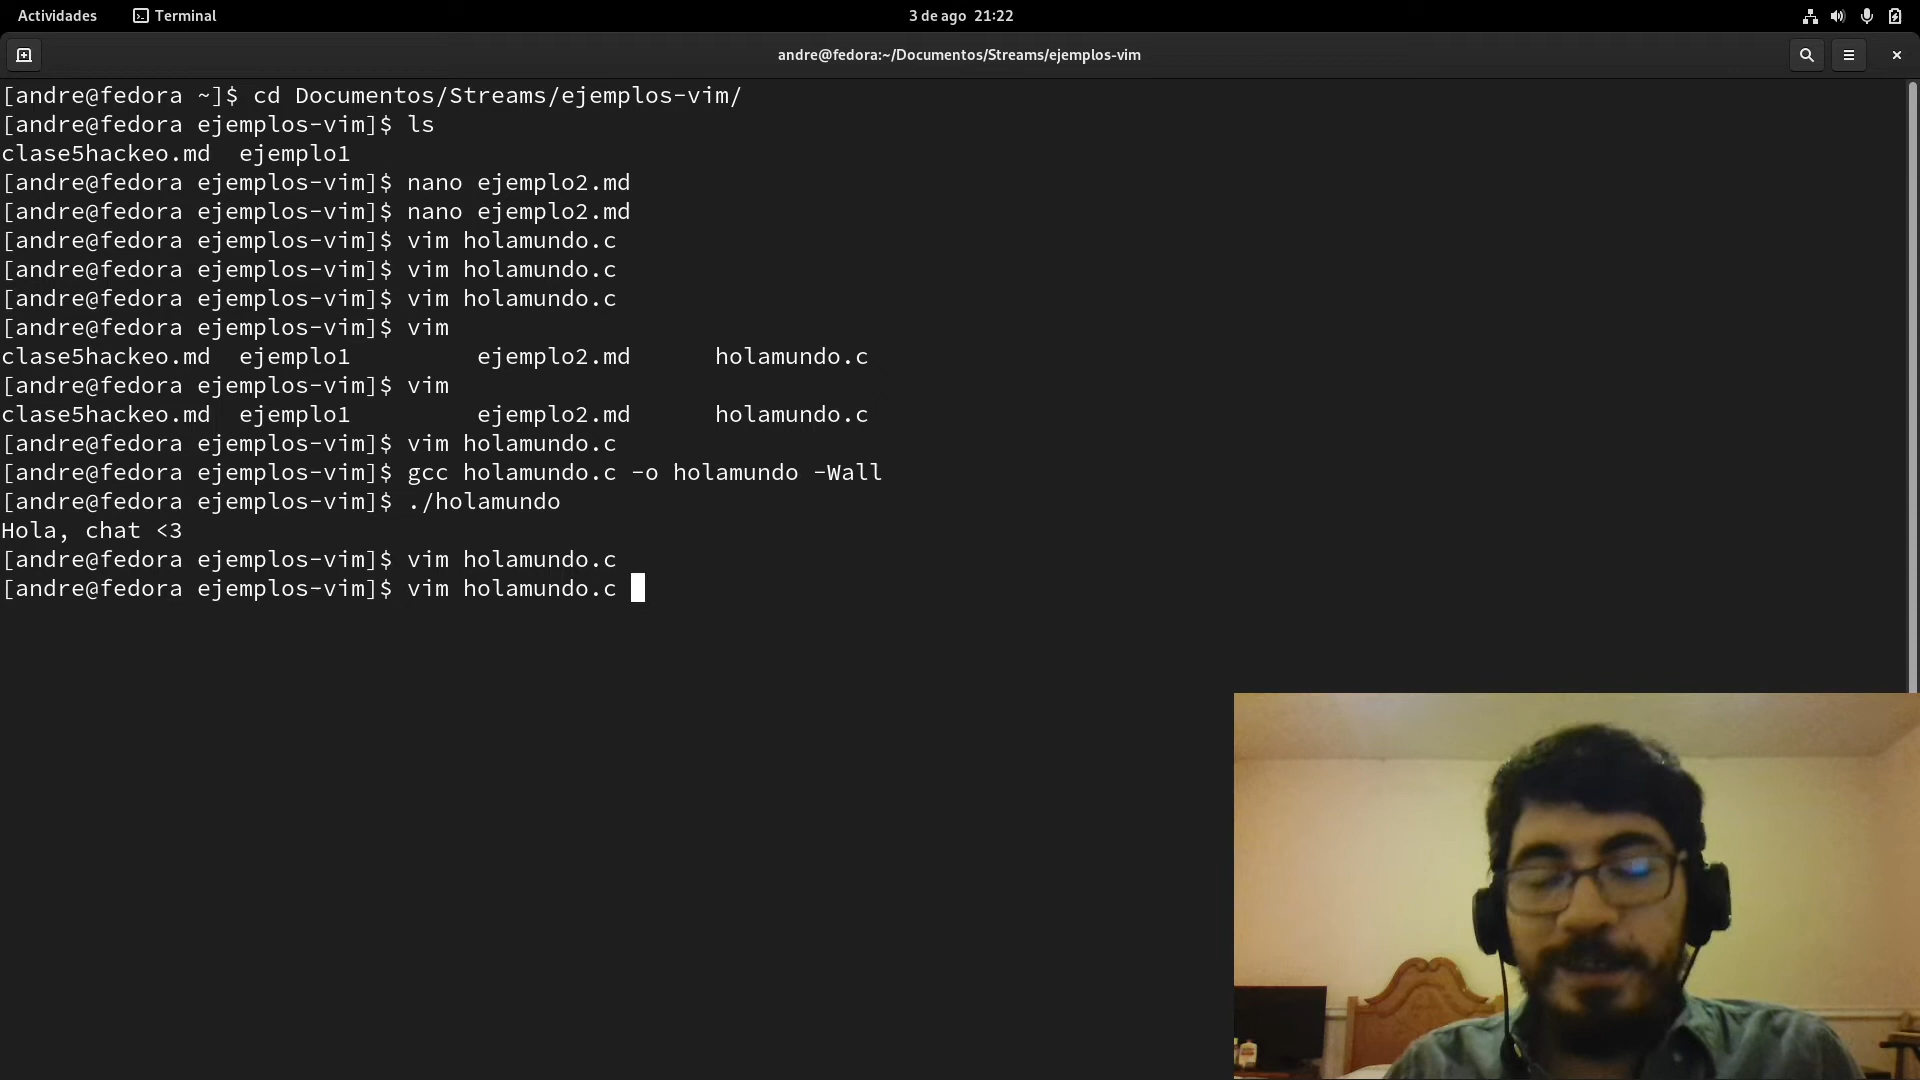 Actividades
Terminal
3 de ago 21:22
andre@fedora:~/Documentos/Streams/ejemplos-vim
[andre@fedora ~]$ cd Documentos/Streams/ejemplos-vim/
[andre@fedora ejemplos-vim]$ ls
clase5hackeo.md ejemplo1
[andre@fedora ejemplos-vim]$ nano ejemplo2.md
[andre@fedora ejemplos-vim]$ nano ejemplo2.md
[andre@fedora ejemplos-vim]$ vim holamundo.c
[andre@fedora ejemplos-vim]$ vim holamundo.c
[andre@fedora ejemplos-vim]$ vim holamundo.c
[andre@fedora ejemplos-vim]$ vim
clase5hackeo.md ejemplo1 ejemplo2.md holamundo.c
[andre@fedora ejemplos-vim]$ vim
clase5hackeo.md ejemplo1 ejemplo2.md holamundo.c
[andre@fedora ejemplos-vim]$ vim holamundo.c
[andre@fedora ejemplos-vim]$ gcc holamundo.c -o holamundo -Wall
[andre@fedora ejemplos-vim]$ ./holamundo
Hola, chat <3
[andre@fedora ejemplos-vim]$ vim holamundo.c
[andre@fedora ejemplos-vim]$ vim holamundo.c